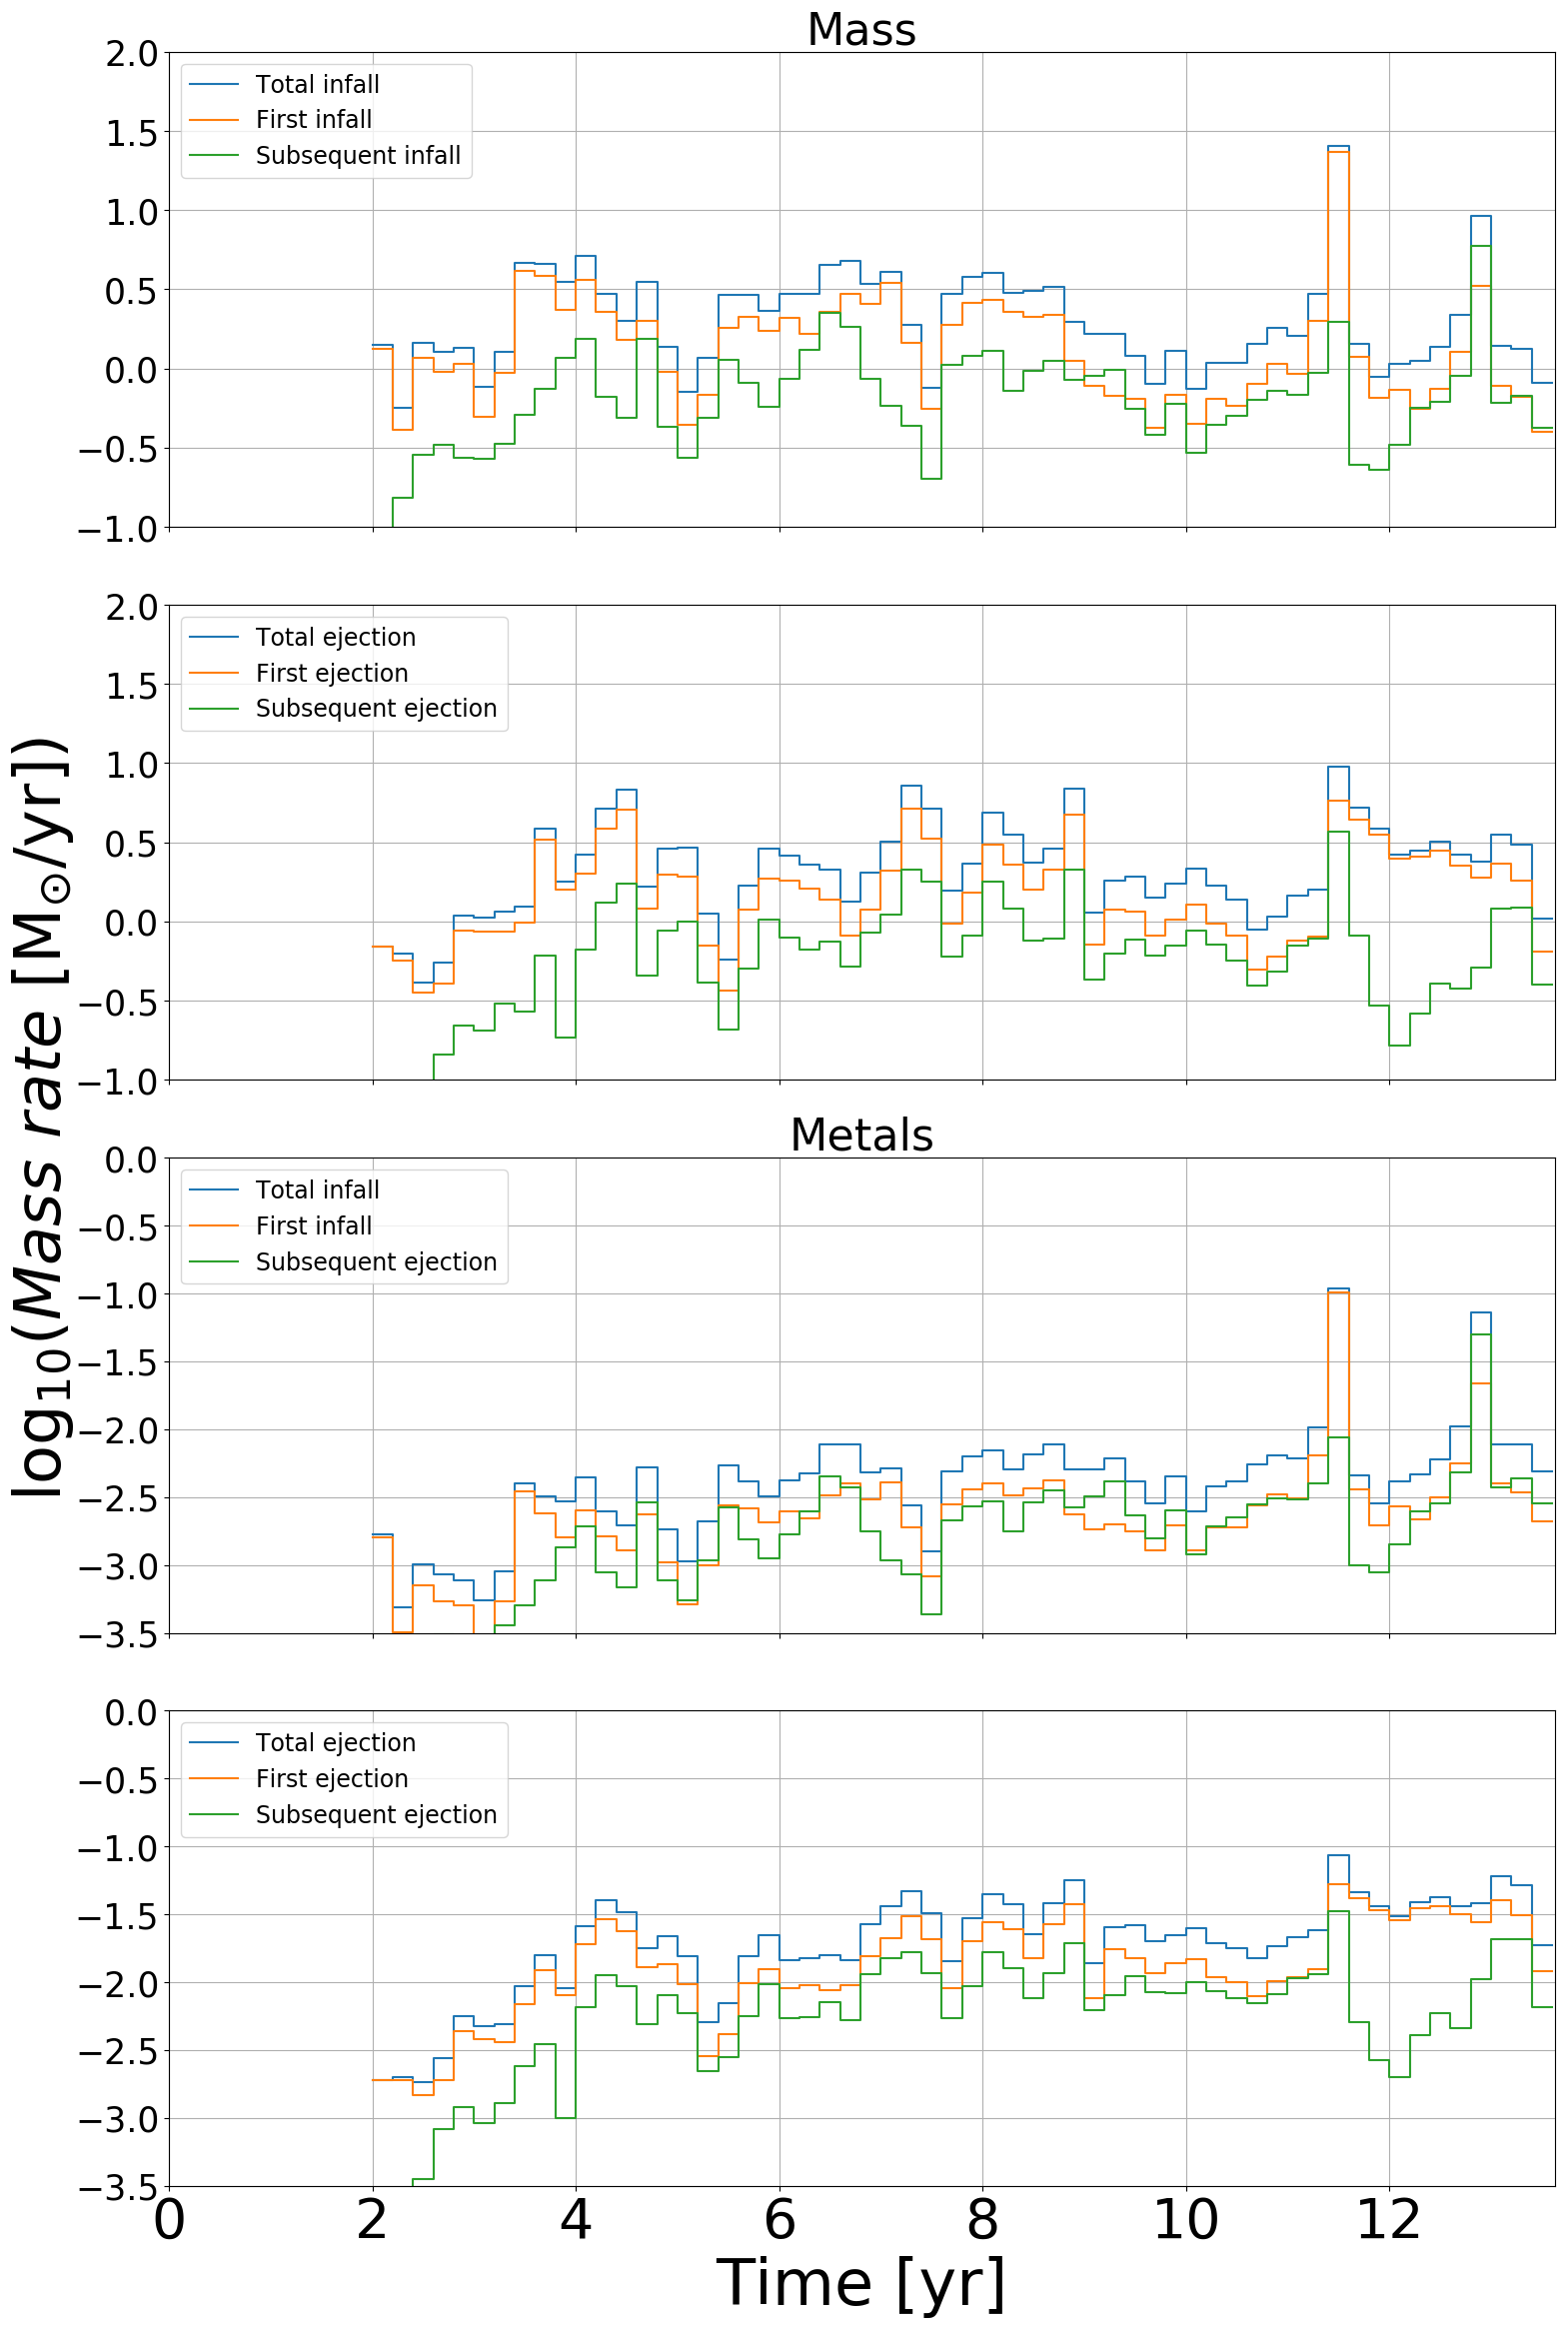 Mass
2.0
1.5
1.0
0.5
0.0
−0.5
−1.0
Total infall
First infall
Subsequent infall
2.0
1.5
1.0
0.5
0.0
−0.5
−1.0
Total ejection
First ejection
Subsequent ejection
log₁₀(Mass rate [M⊙/yr])
Metals
0.0
−0.5
−1.0
−1.5
−2.0
−2.5
−3.0
−3.5
Total infall
First infall
Subsequent ejection
0.0
−0.5
−1.0
−1.5
−2.0
−2.5
−3.0
−3.5
Total ejection
First ejection
Subsequent ejection
0 2 4 6 8 10 12
Time [yr]